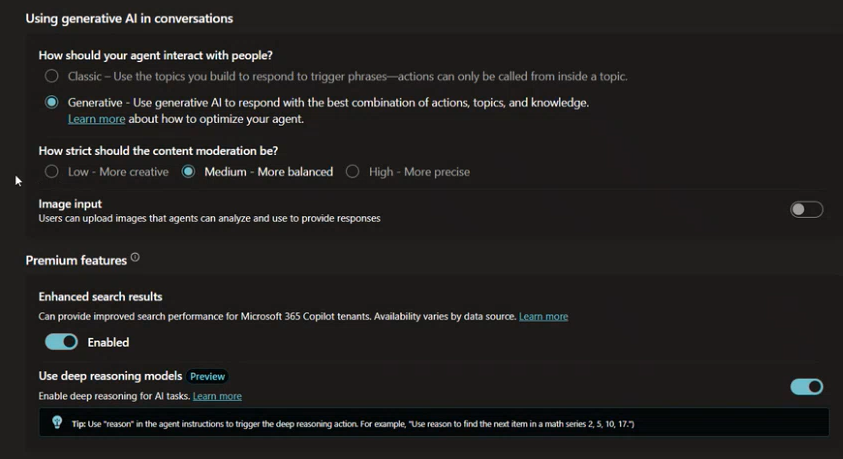 Using generative AI in conversations
How should your agent interact with people?
Classic – Use the topics you build to respond to trigger phrases—actions can only be called from inside a topic.
Generative - Use generative AI to respond with the best combination of actions, topics, and knowledge.
Learn more about how to optimize your agent.
How strict should the content moderation be?
Low - More creative Medium - More balanced High - More precise
Image input
Users can upload images that agents can analyze and use to provide responses
Premium features
Enhanced search results
Can provide improved search performance for Microsoft 365 Copilot tenants. Availability varies by data source. Learn more
Enabled
Use deep reasoning models Preview
Enable deep reasoning for AI tasks. Learn more
Tip: Use "reason" in the agent instructions to trigger the deep reasoning action. For example, "Use reason to find the next item in a math series 2, 5, 10, 17.")